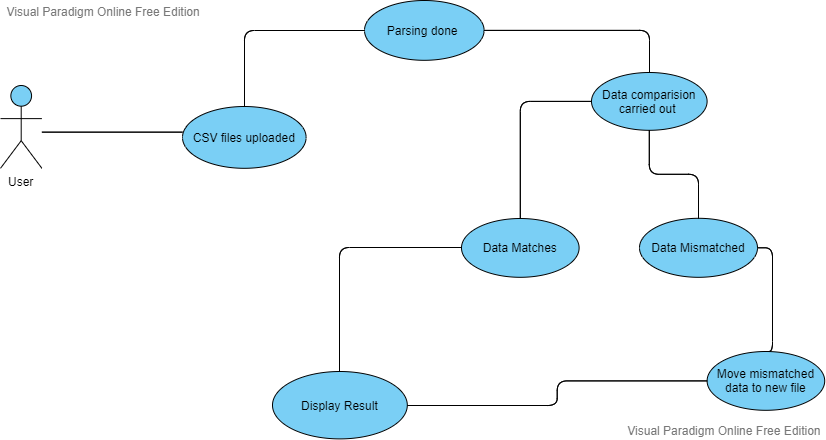 Visual Paradigm Online Free Edition
Parsing done
Data comparision
carried out
CSV files uploaded
User
Data Matches
Data Mismatched
Move mismatched
data to new file
Display Result
Visual Paradigm Online Free Edition